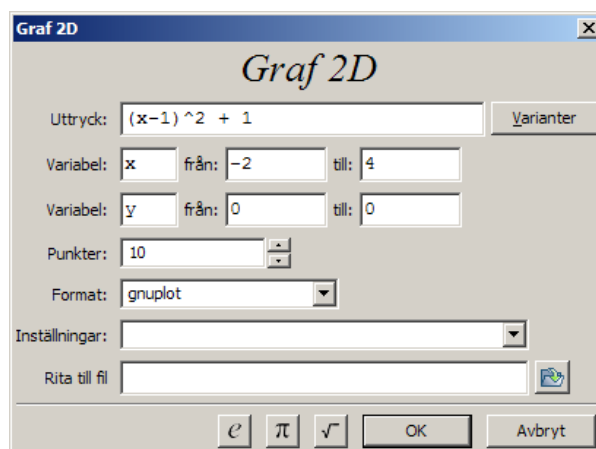 Graf 2D
Graf 2D
Uttryck: (x-1)^2 + 1 Varianter
Variabel: x från: -2 till: 4
Variabel: y från: 0 till: 0
Punkter: 10
Format: gnuplot
Inställningar:
Rita till fil
e π √ OK Avbryt